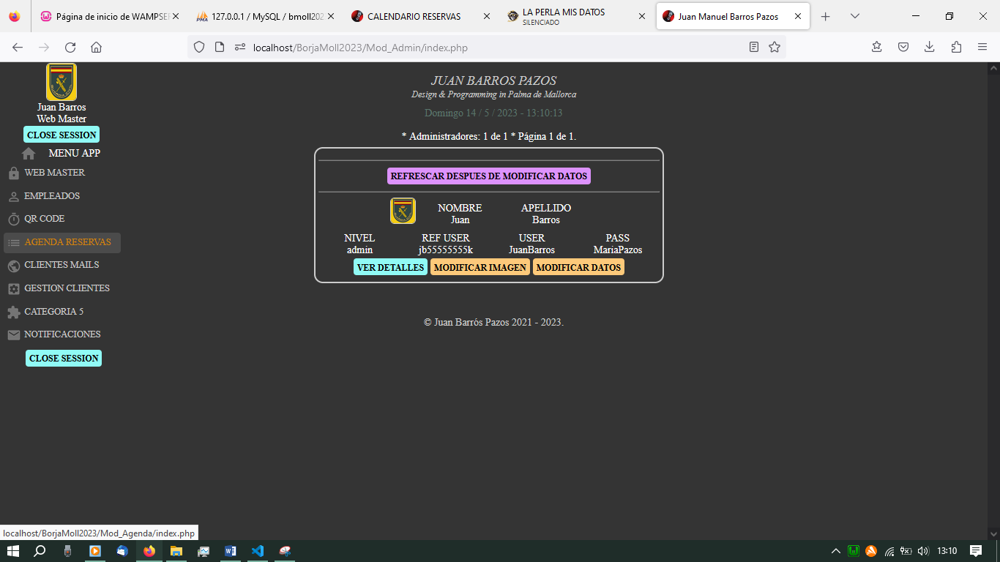 Página de inicio de WAMPSER
127.0.0.1 / MySQL / bmoll202
CALENDARIO RESERVAS
LA PERLA MIS DATOS
SILENCIADO
Juan Manuel Barros Pazos
localhost/BorjaMoll2023/Mod_Admin/index.php
Juan Barros
Web Master
CLOSE SESSION
MENU APP
WEB MASTER
EMPLEADOS
QR CODE
AGENDA RESERVAS
CLIENTES MAILS
GESTION CLIENTES
CATEGORIA 5
NOTIFICACIONES
CLOSE SESSION
JUAN BARROS PAZOS
Design & Programming in Palma de Mallorca
Domingo 14 / 5 / 2023 - 13:10:13
* Administradores: 1 de 1 * Página 1 de 1.
REFRESCAR DESPUES DE MODIFICAR DATOS
NOMBRE APELLIDO
Juan Barros
NIVEL REF USER USER PASS
admin jb55555555k JuanBarros MariaPazos
VER DETALLES MODIFICAR IMAGEN MODIFICAR DATOS
© Juan Barrós Pazos 2021 - 2023.
localhost/BorjaMoll2023/Mod_Agenda/index.php
13:10